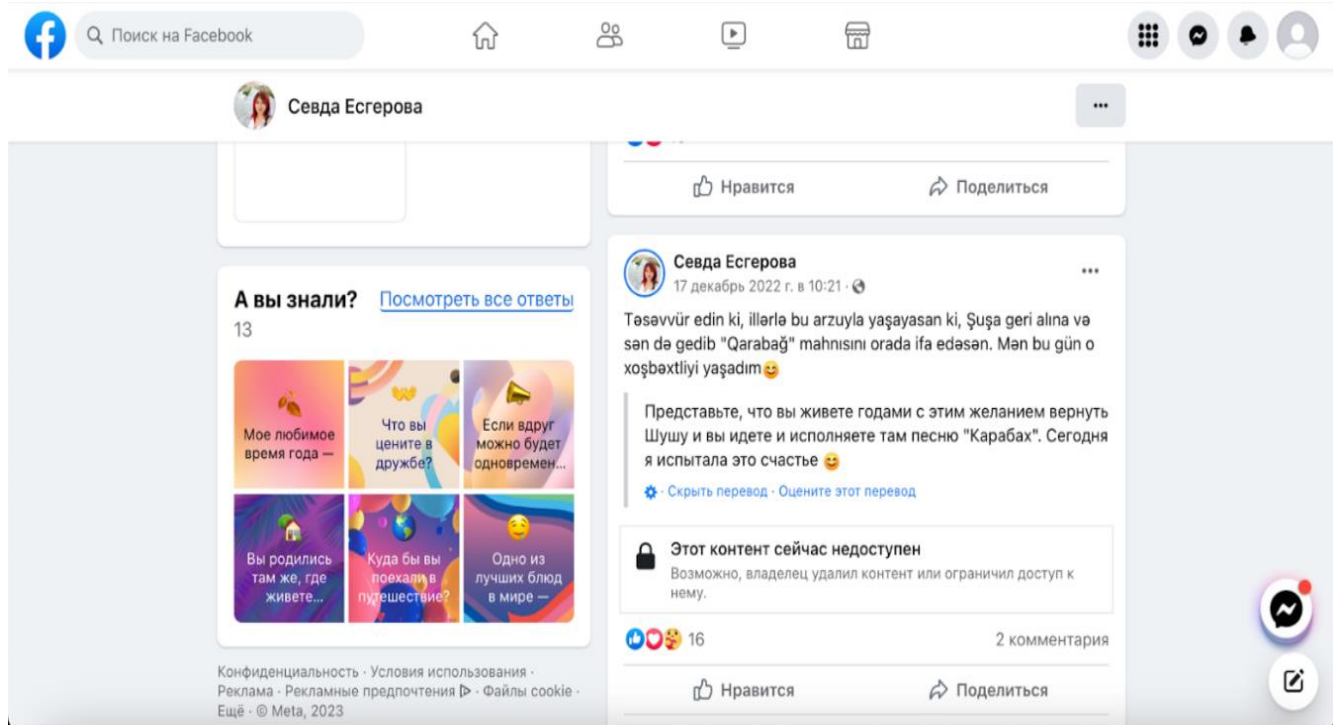 Поиск на Facebook
Севда Есгерова
Нравится
Поделиться
А вы знали?
Посмотреть все ответы
13
Мое любимое
время года —
Что вы
цените в
дружбе?
Если вдруг
можно будет
одновремен...
Вы родились
там же, где
живете...
Куда бы вы
поехали в
путешествие?
Одно из
лучших блюд
в мире —
Конфиденциальность · Условия использования ·
Реклама · Рекламные предпочтения · Файлы cookie ·
Ещё · © Meta, 2023
Севда Есгерова
17 декабрь 2022 г. в 10:21 ·
Təsəvvür edin ki, illərlə bu arzuyla yaşayasan ki, Şuşa geri alına və
sən də gedib "Qarabağ" mahnısını orada ifa edəsən. Mən bu gün o
xoşbəxtliyi yaşadım😊
Представьте, что вы живете годами с этим желанием вернуть
Шушу и вы идете и исполняете там песню "Карабах". Сегодня
я испытала это счастье 😊
· Скрыть перевод · Оцените этот перевод
Этот контент сейчас недоступен
Возможно, владелец удалил контент или ограничил доступ к
нему.
16
2 комментария
Нравится
Поделиться